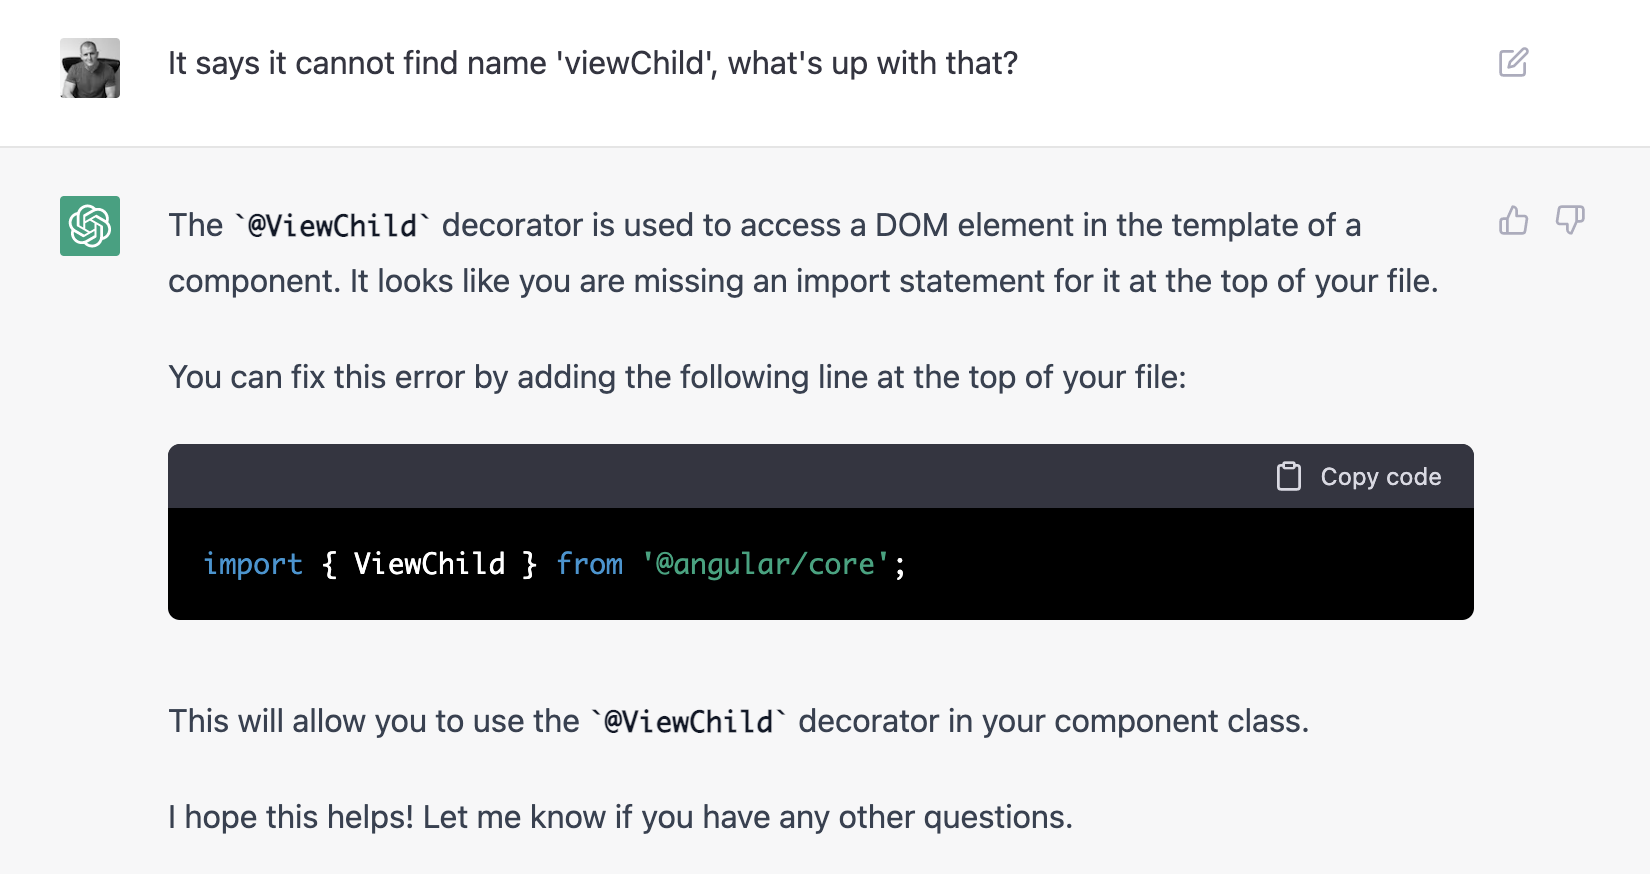 It says it cannot find name 'viewChild', what's up with that?
The `@ViewChild` decorator is used to access a DOM element in the template of a
component. It looks like you are missing an import statement for it at the top of your file.
You can fix this error by adding the following line at the top of your file:
Copy code
import { ViewChild } from '@angular/core';
This will allow you to use the `@ViewChild` decorator in your component class.
I hope this helps! Let me know if you have any other questions.